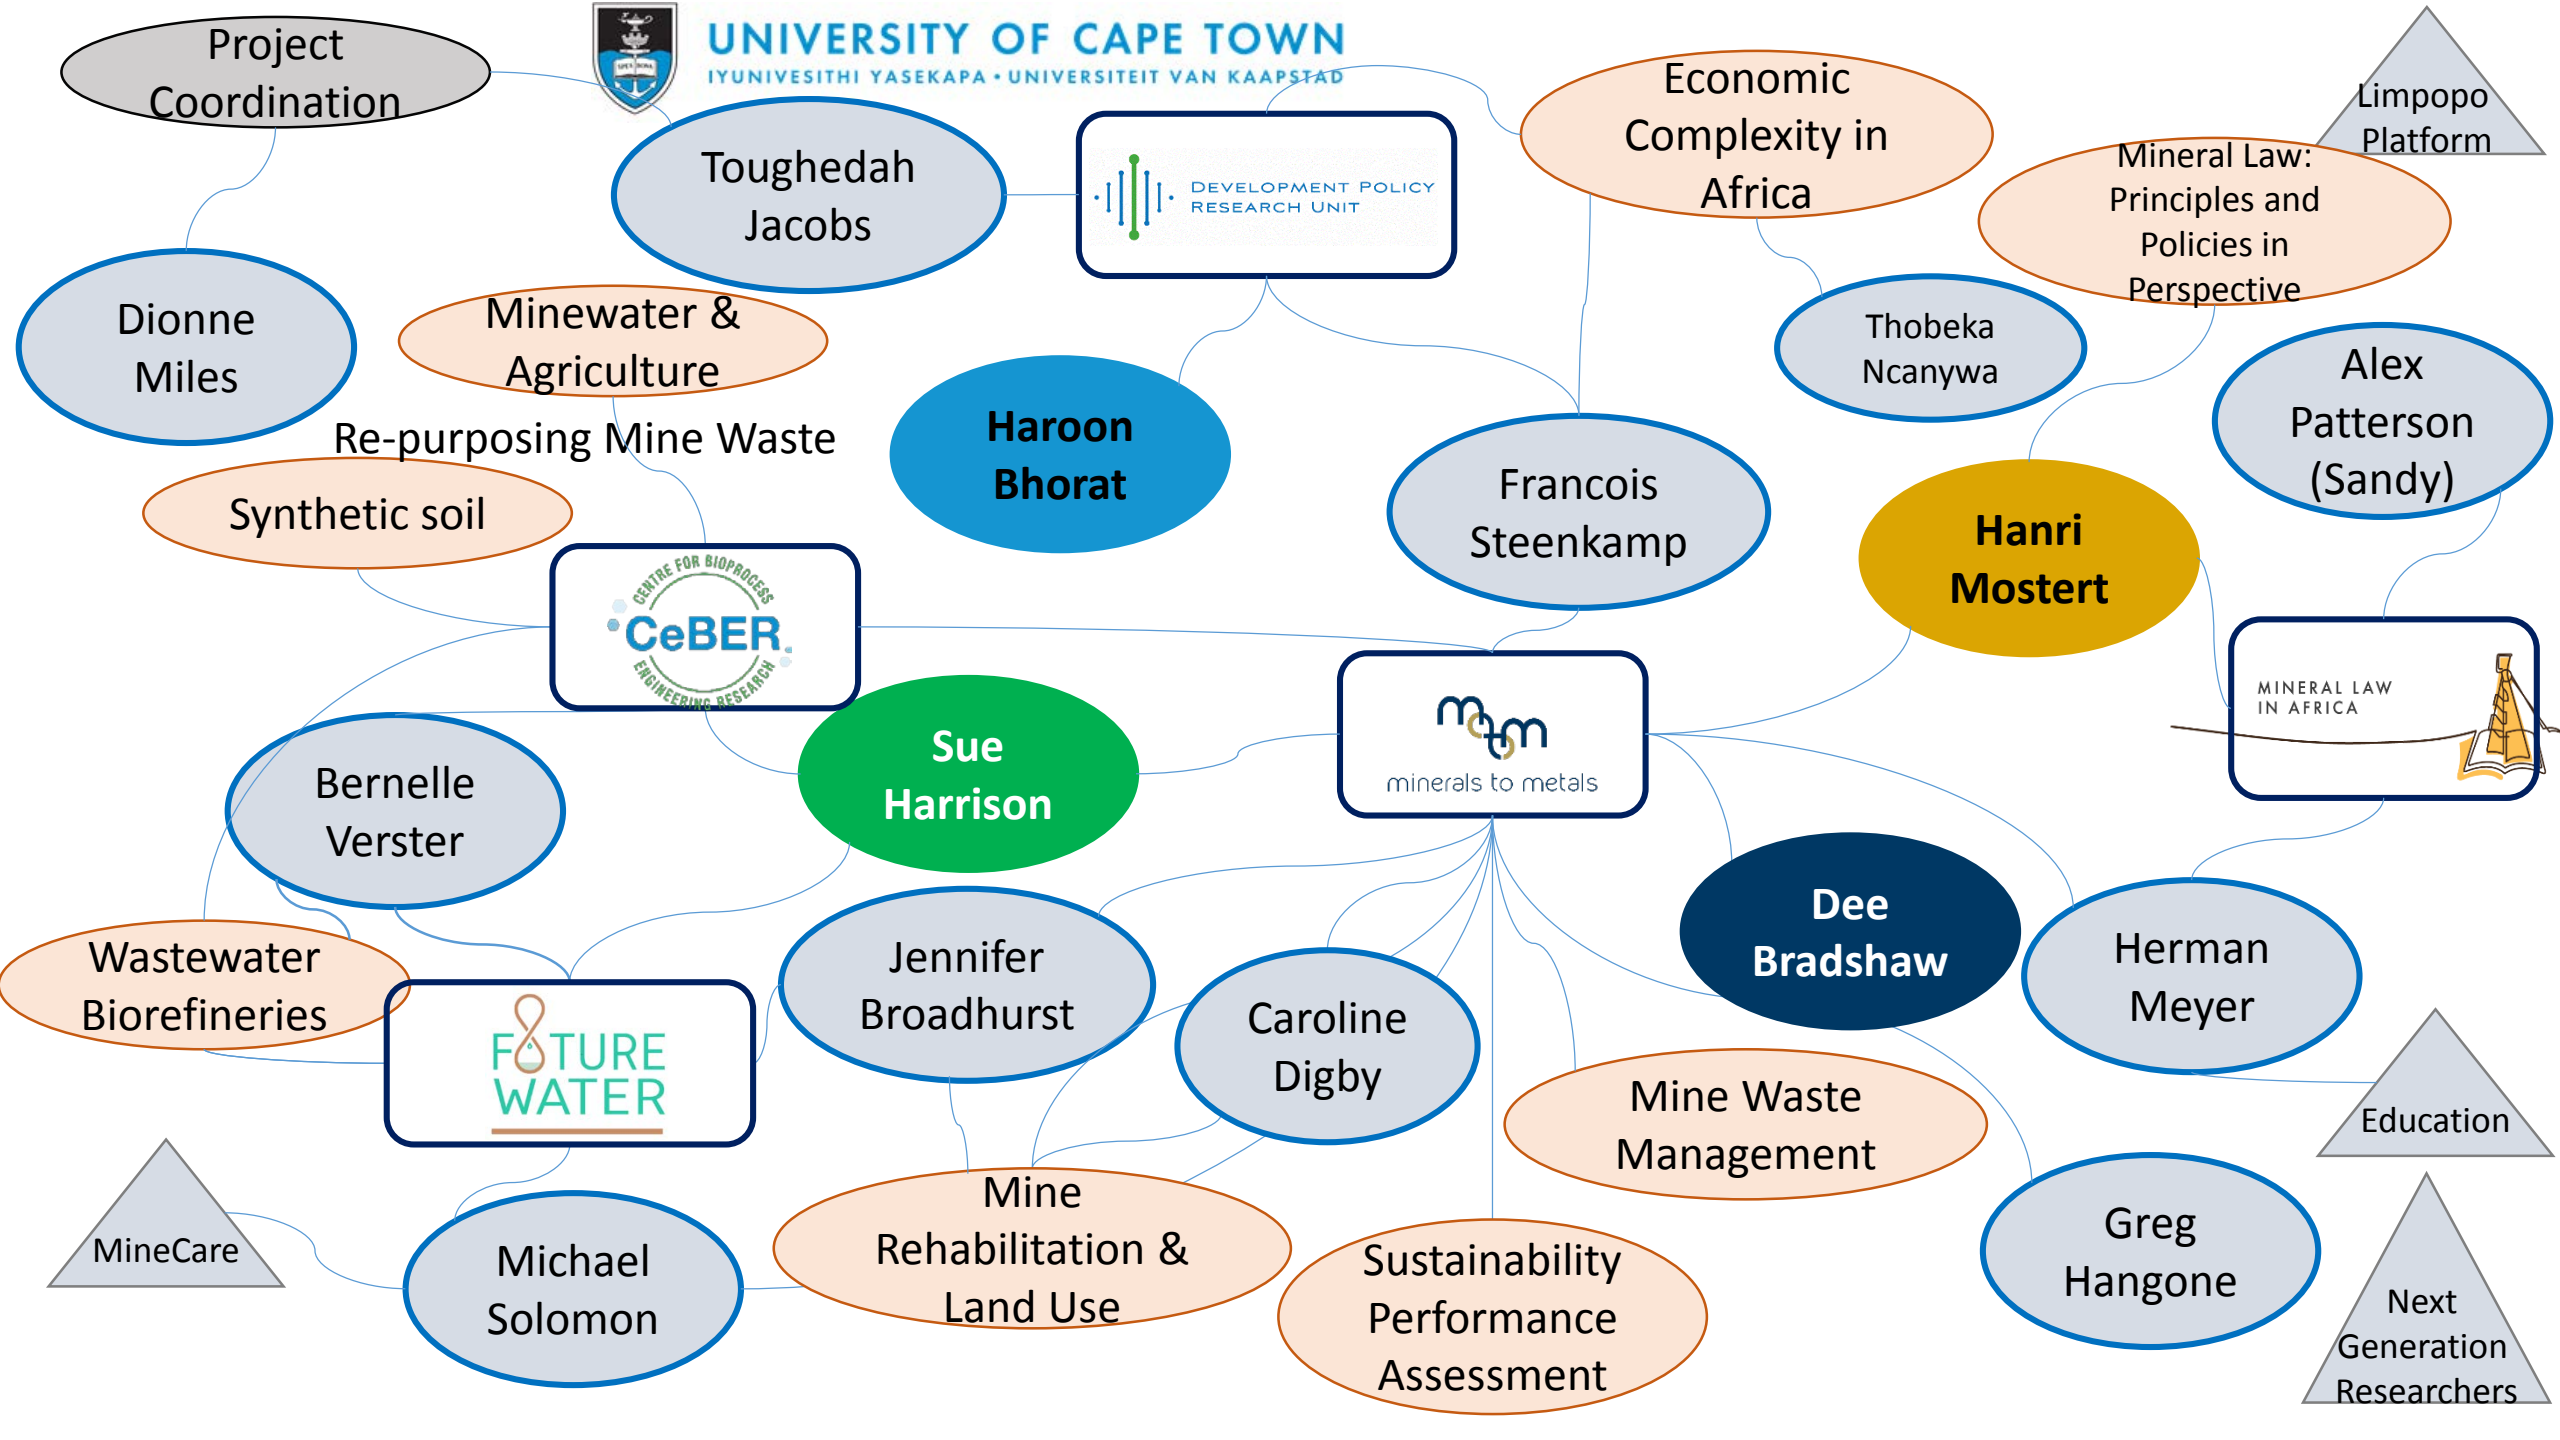 Project
Coordination
UNIVERSITY OF CAPE TOWN
IYUNIVESITHI YASEKAPA • UNIVERSITEIT VAN KAAPSTAD
SPES BONA
Economic
Complexity in
Africa
Limpopo
Platform
Toughedah
Jacobs
DEVELOPMENT POLICY
RESEARCH UNIT
Mineral Law:
Principles and
Policies in
Perspective
Dionne
Miles
Minewater &
Agriculture
Thobeka
Ncanywa
Alex
Patterson
(Sandy)
Re-purposing Mine Waste
Haroon
Bhorat
Francois
Steenkamp
Synthetic soil
Hanri
Mostert
CENTRE FOR BIOPROCESS
CeBER
ENGINEERING RESEARCH
MINERAL LAW
IN AFRICA
Sue
Harrison
mtm
minerals to metals
Bernelle
Verster
Dee
Bradshaw
Jennifer
Broadhurst
Herman
Meyer
Wastewater
Biorefineries
Caroline
Digby
FUTURE
WATER
Mine Waste
Management
Education
MineCare
Michael
Solomon
Mine
Rehabilitation &
Land Use
Sustainability
Performance
Assessment
Greg
Hangone
Next
Generation
Researchers